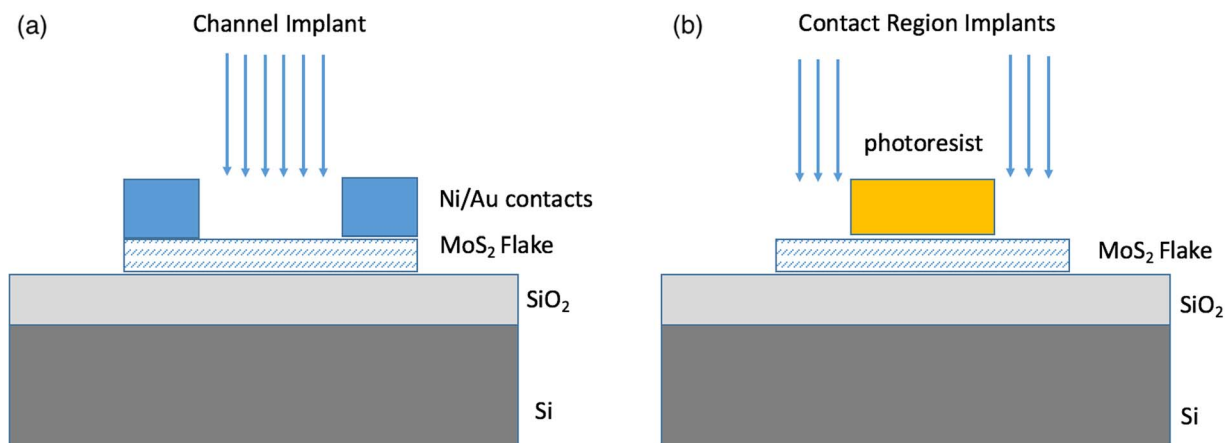 (a)
Channel Implant
Ni/Au contacts
MoS₂ Flake
SiO₂
Si
(b)
Contact Region Implants
photoresist
MoS₂ Flake
SiO₂
Si